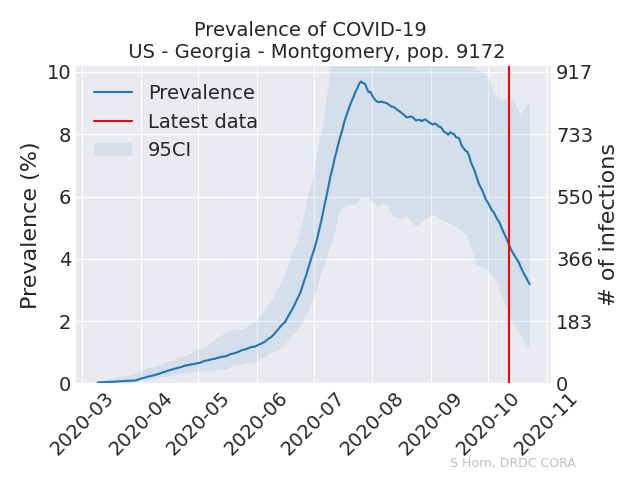 Prevalence of COVID-19
US - Georgia - Montgomery, pop. 9172
Prevalence
Latest data
95CI
Prevalence (%)
10
8
6
4
2
0
917
733
550
366
183
0
# of infections
2020-03
2020-04
2020-05
2020-06
2020-07
2020-08
2020-09
2020-10
2020-11
S Horn, DRDC CORA